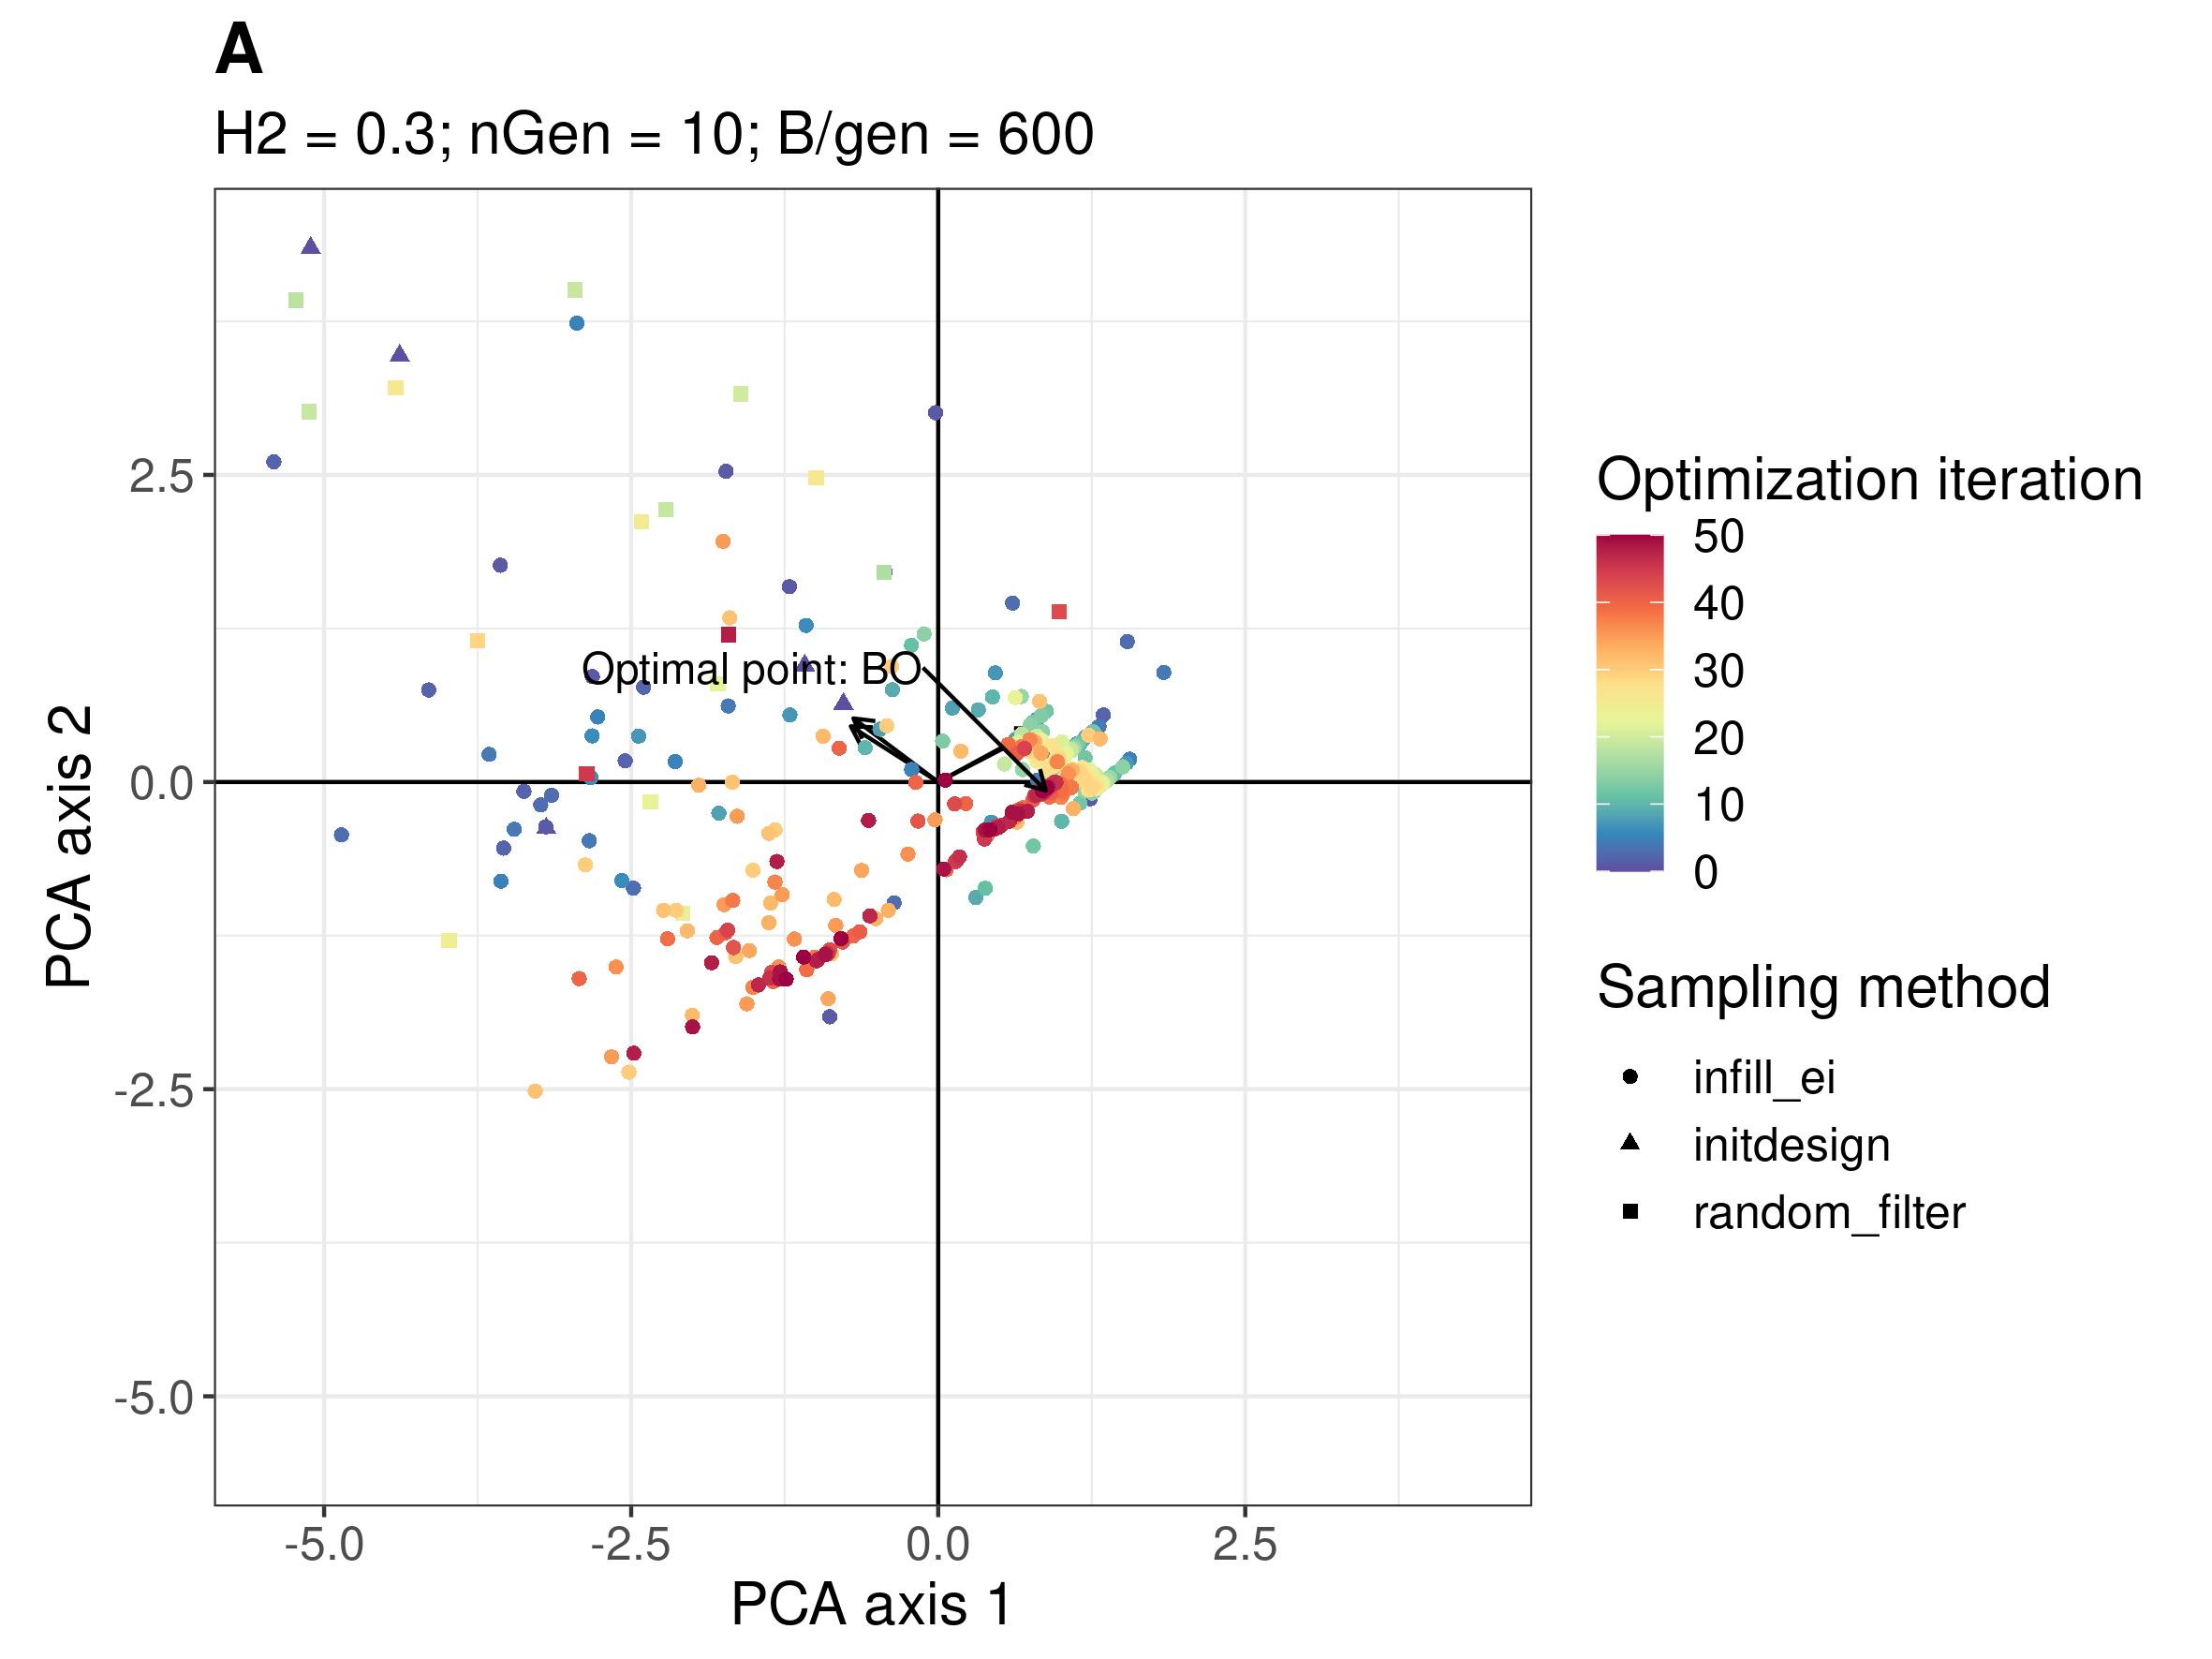 A
H2 = 0.3; nGen = 10; B/gen = 600
Optimal point: BO
2.5
0.0
-2.5
-5.0
-5.0
-2.5
0.0
2.5
PCA axis 1
PCA axis 2
Optimization iteration
50
40
30
20
10
0
Sampling method
infill_ei
initdesign
random_filter